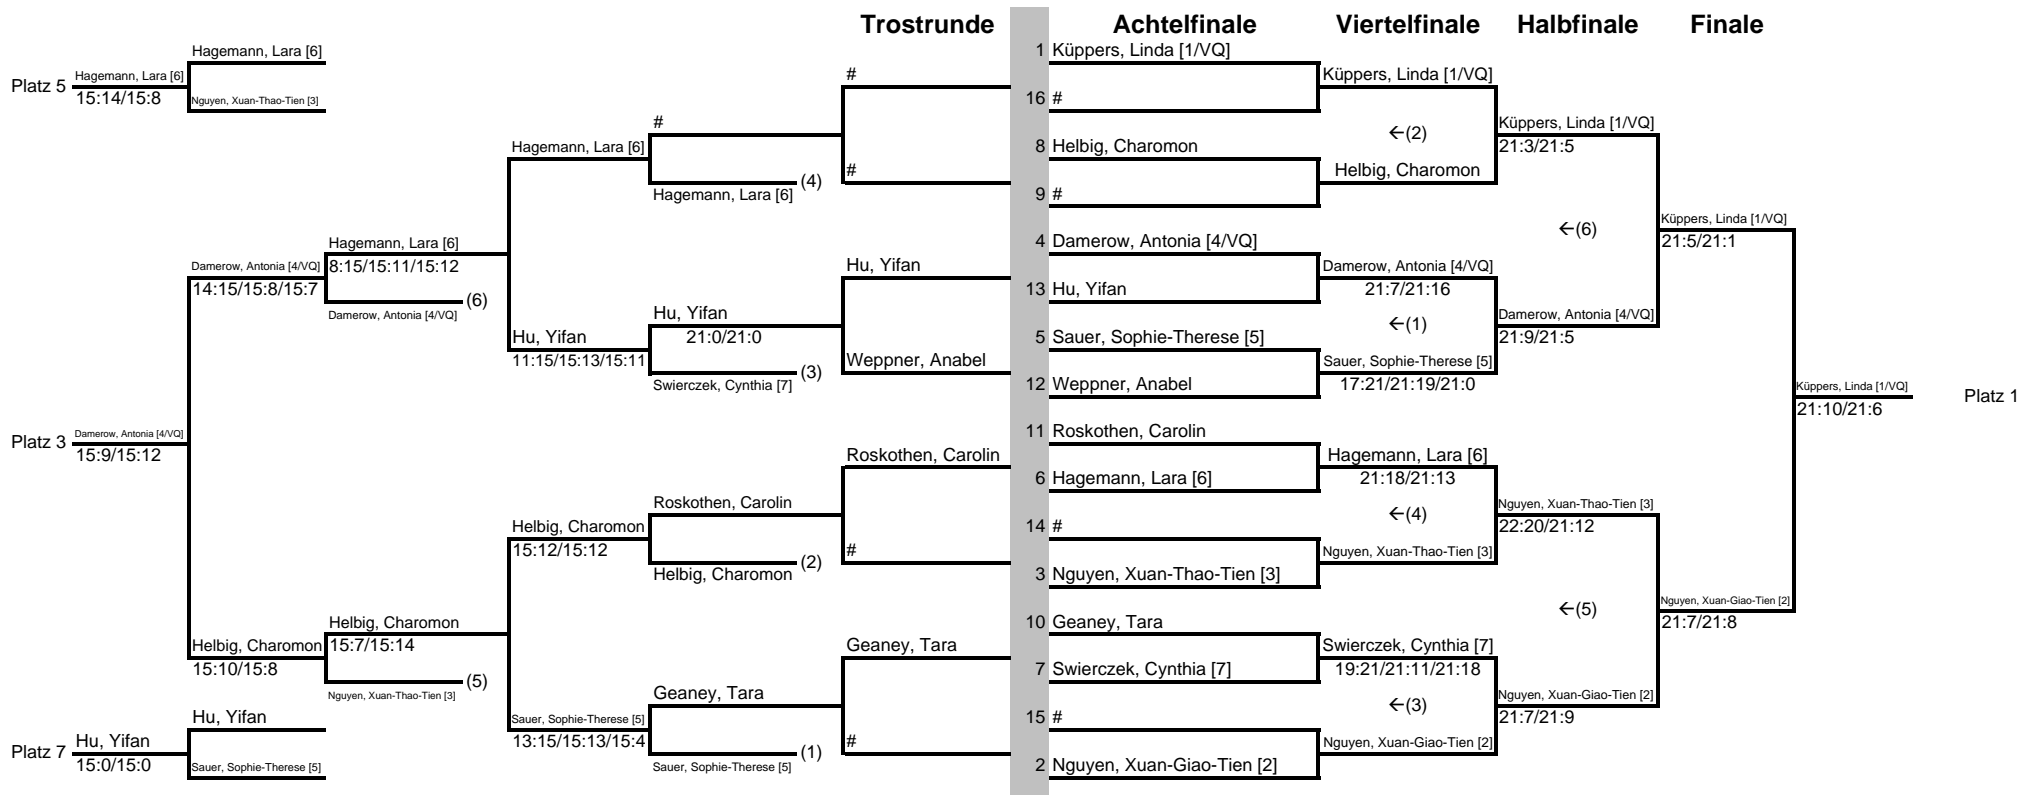 Trostrunde Achtelfinale Viertelfinale Halbfinale Finale
Hagemann, Lara [6]
Platz 5 Hagemann, Lara [6]
15:14/15:8
Nguyen, Xuan-Thao-Tien [3]
Damerow, Antonia [4/VQ]
14:15/15:8/15:7
Platz 3 Damerow, Antonia [4/VQ]
15:9/15:12
Helbig, Charomon
15:10/15:8
Hu, Yifan
Platz 7 Hu, Yifan
15:0/15:0
Sauer, Sophie-Therese [5]
Hagemann, Lara [6]
8:15/15:11/15:12
(6)
Damerow, Antonia [4/VQ]
Helbig, Charomon
15:7/15:14
(5)
Nguyen, Xuan-Thao-Tien [3]
Hagemann, Lara [6]
Hu, Yifan
11:15/15:13/15:11
Helbig, Charomon
15:12/15:12
Sauer, Sophie-Therese [5]
13:15/15:13/15:4
#
(4)
Hagemann, Lara [6]
Hu, Yifan
21:0/21:0
(3)
Swierczek, Cynthia [7]
Roskothen, Carolin
(2)
Helbig, Charomon
Geaney, Tara
(1)
Sauer, Sophie-Therese [5]
#
#
Hu, Yifan
Weppner, Anabel
Roskothen, Carolin
#
Geaney, Tara
#
1 Küppers, Linda [1/VQ]
16 #
8 Helbig, Charomon
9 #
4 Damerow, Antonia [4/VQ]
13 Hu, Yifan
5 Sauer, Sophie-Therese [5]
12 Weppner, Anabel
11 Roskothen, Carolin
6 Hagemann, Lara [6]
14 #
3 Nguyen, Xuan-Thao-Tien [3]
10 Geaney, Tara
7 Swierczek, Cynthia [7]
15 #
2 Nguyen, Xuan-Giao-Tien [2]
Küppers, Linda [1/VQ]
←(2)
Helbig, Charomon
Damerow, Antonia [4/VQ]
21:7/21:16
←(1)
Sauer, Sophie-Therese [5]
17:21/21:19/21:0
Hagemann, Lara [6]
21:18/21:13
←(4)
Nguyen, Xuan-Thao-Tien [3]
Swierczek, Cynthia [7]
19:21/21:11/21:18
←(3)
Nguyen, Xuan-Giao-Tien [2]
Küppers, Linda [1/VQ]
21:3/21:5
←(6)
Damerow, Antonia [4/VQ]
21:9/21:5
Nguyen, Xuan-Thao-Tien [3]
22:20/21:12
←(5)
Nguyen, Xuan-Giao-Tien [2]
21:7/21:9
Küppers, Linda [1/VQ]
21:5/21:1
Nguyen, Xuan-Giao-Tien [2]
21:7/21:8
Küppers, Linda [1/VQ]
21:10/21:6
Platz 1